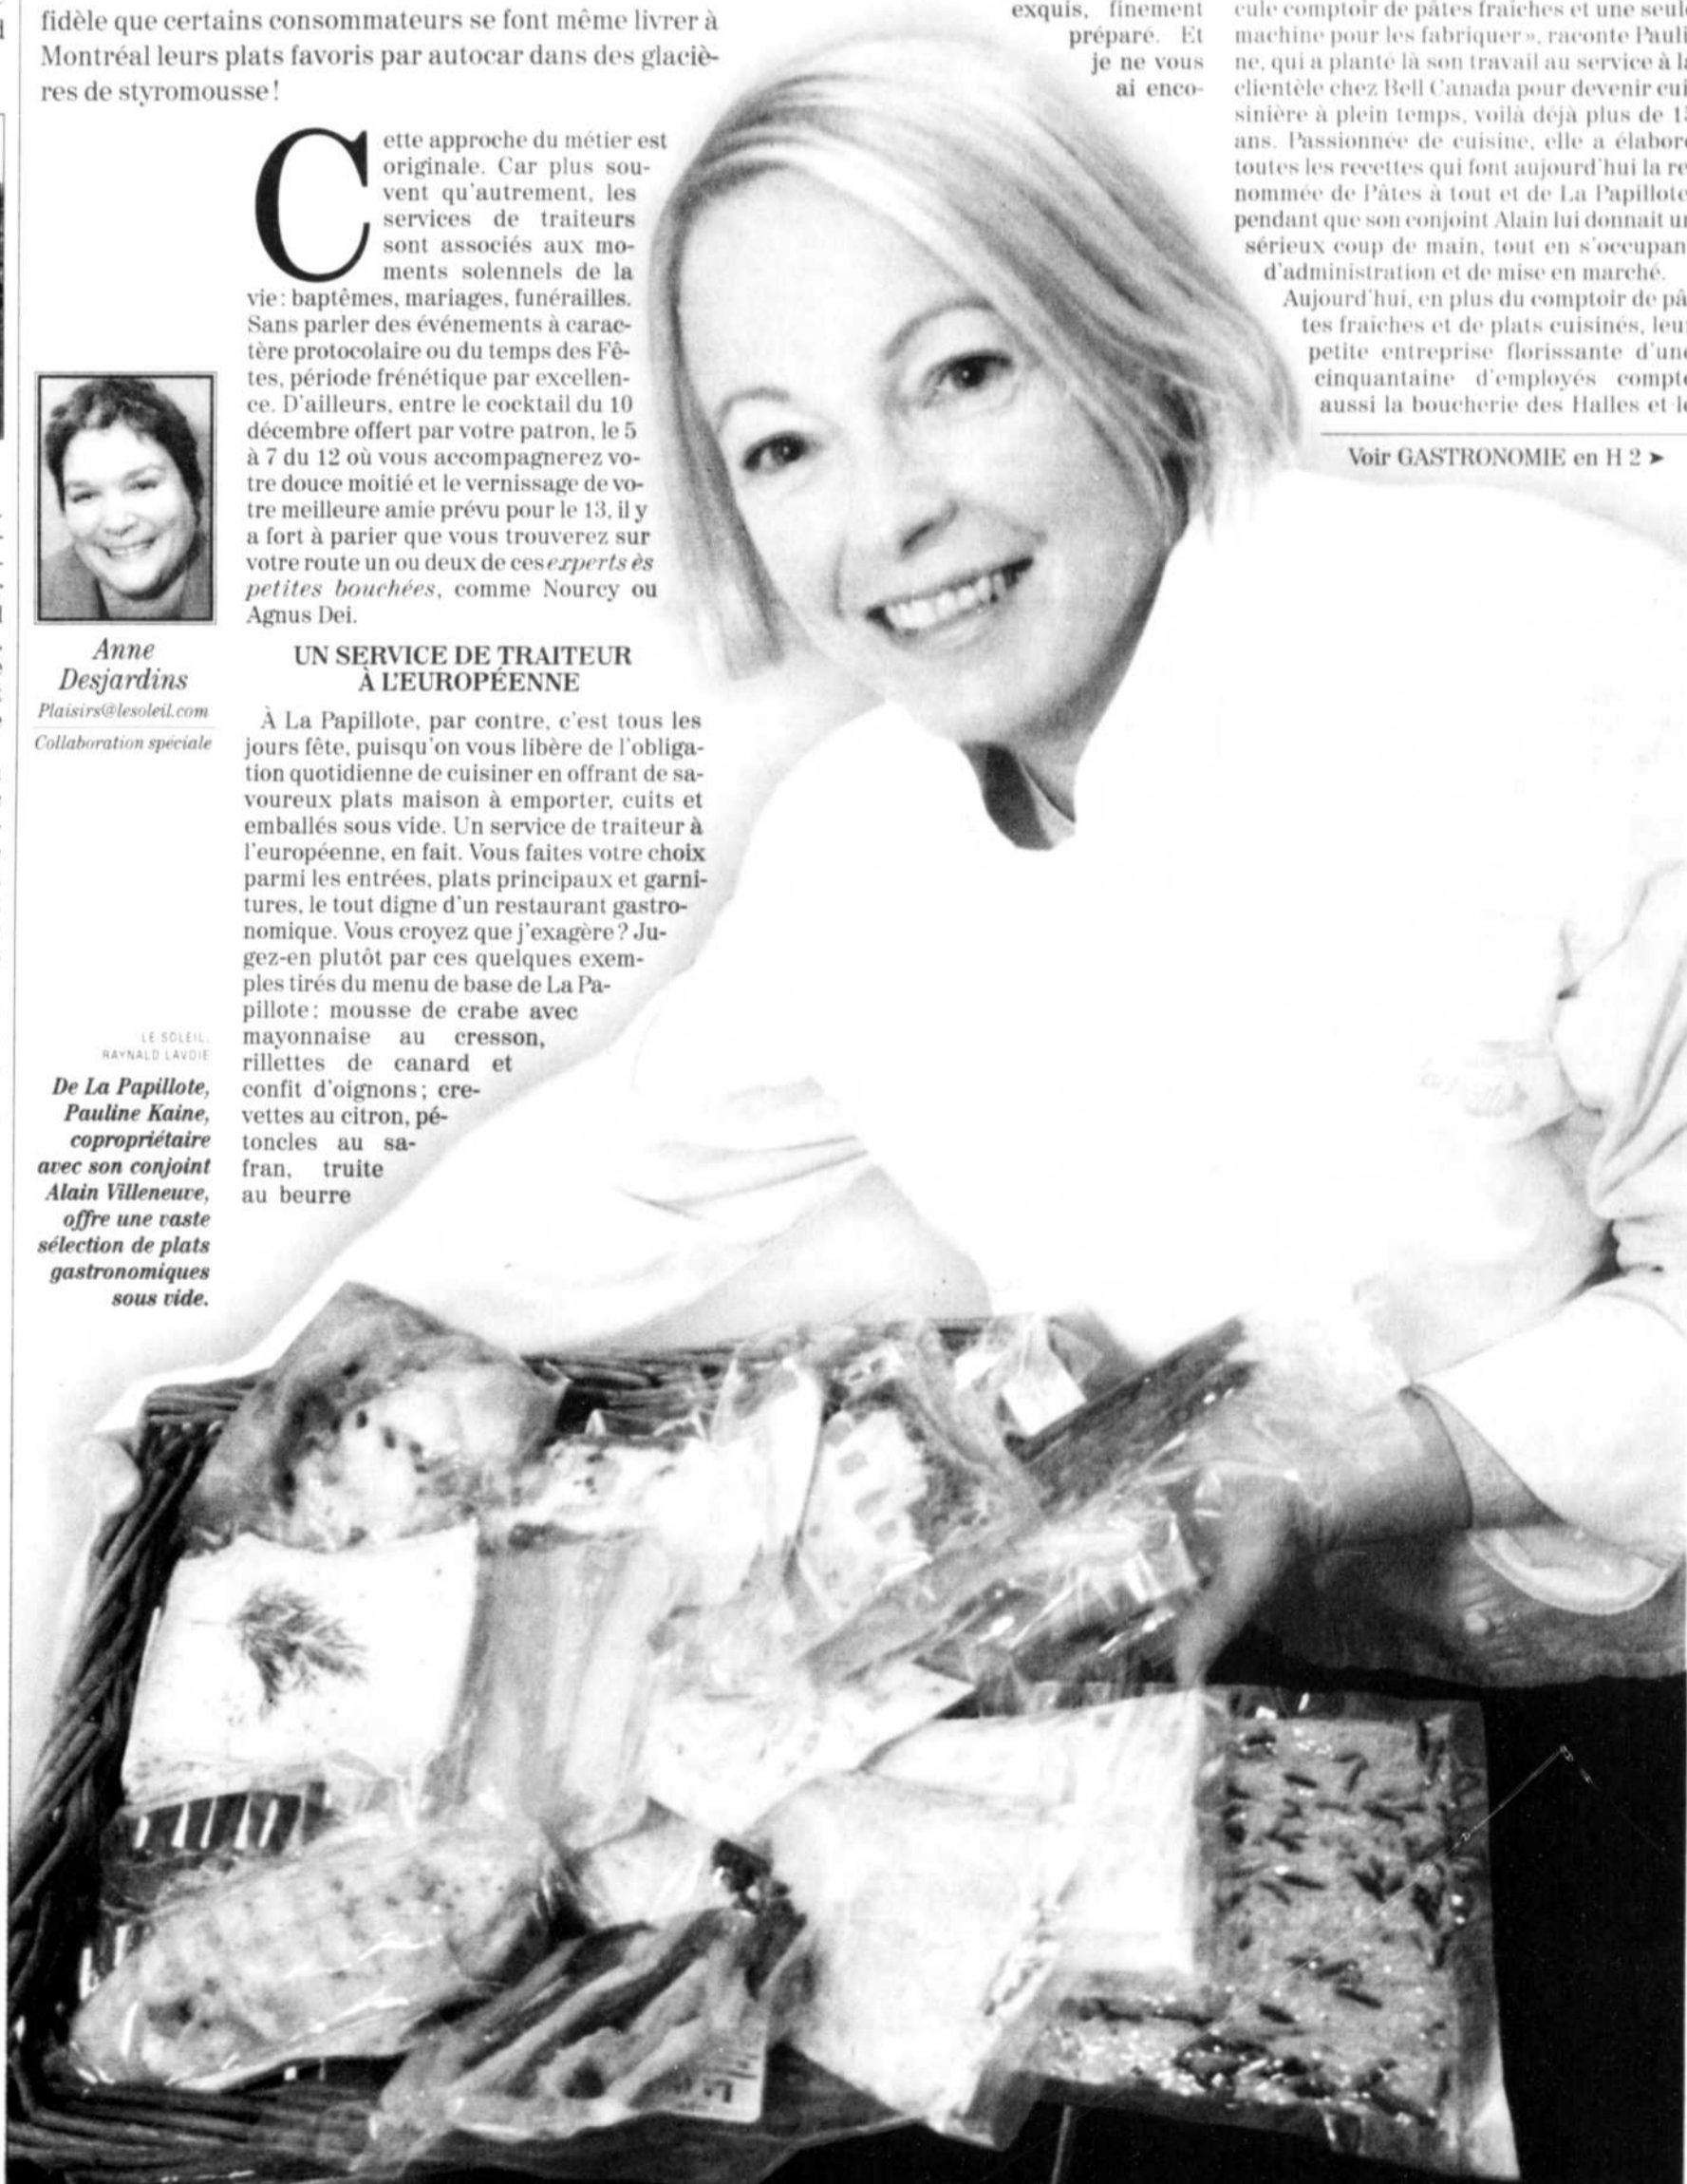 fidèle que certains consommateurs se font même livrer à
Montréal leurs plats favoris par autocar dans des glaciè-
res de styromousse!
Cette approche du métier est
originale. Car plus sou-
vent qu'autrement, les
services de traiteurs
sont associés aux mo-
ments solennels de la
vie: baptêmes, mariages, funérailles.
Sans parler des événements à carac-
tère protocolaire ou du temps des Fê-
tes, période frénétique par excellen-
ce. D'ailleurs, entre le cocktail du 10
décembre offert par votre patron, le 5
à 7 du 12 où vous accompagnerez vo-
tre douce moitié et le vernissage de vo-
tre meilleure amie prévu pour le 13, il y
a fort à parier que vous trouverez sur
votre route un ou deux de ces experts ès
petites bouchées, comme Nourcy ou
Agnus Dei.
UN SERVICE DE TRAITEUR
À L'EUROPÉENNE
À La Papillote, par contre, c'est tous les
jours fête, puisqu'on vous libère de l'obliga-
tion quotidienne de cuisiner en offrant de sa-
voureux plats maison à emporter, cuits et
emballés sous vide. Un service de traiteur à
l'européenne, en fait. Vous faites votre choix
parmi les entrées, plats principaux et garni-
tures, le tout digne d'un restaurant gastro-
nomique. Vous croyez que j'exagère? Ju-
gez-en plutôt par ces quelques exem-
ples tirés du menu de base de La Pa-
pillote: mousse de crabe avec
mayonnaise au cresson,
rillettes de canard et
confit d'oignons; cre-
vettes au citron, pé-
toncles au sa-
fran, truite
au beurre
exquis, finement
préparé. Et
je ne vous
ai enco-
cule comptoir de pâtes fraîches et une seul
machine pour les fabriquer», raconte Pauli
ne, qui a planté là son travail au service à l
clientèle chez Bell Canada pour devenir cui
sinière à plein temps, voilà déjà plus de
ans. Passionnée de cuisine, elle a élabor
toutes les recettes qui font aujourd'hui la re
nommée de Pâtes à tout et de La Papillote
pendant que son conjoint Alain lui donnait u
sérieux coup de main, tout en s'occupan
d'administration et de mise en marché.
Aujourd'hui, en plus du comptoir de pâ
tes fraîches et de plats cuisinés, leu
petite entreprise florissante d'un
cinquantaine d'employés compt
aussi la boucherie des Halles et l
Voir GASTRONOMIE en H 2 ➤
Anne
Desjardins
Plaisirs@lesoleil.com
Collaboration spéciale
LE SOLEIL,
RAYNALD LAVOIE
De La Papillote,
Pauline Kaine,
copropriétaire
avec son conjoint
Alain Villeneuve,
offre une vaste
sélection de plats
gastronomiques
sous vide.